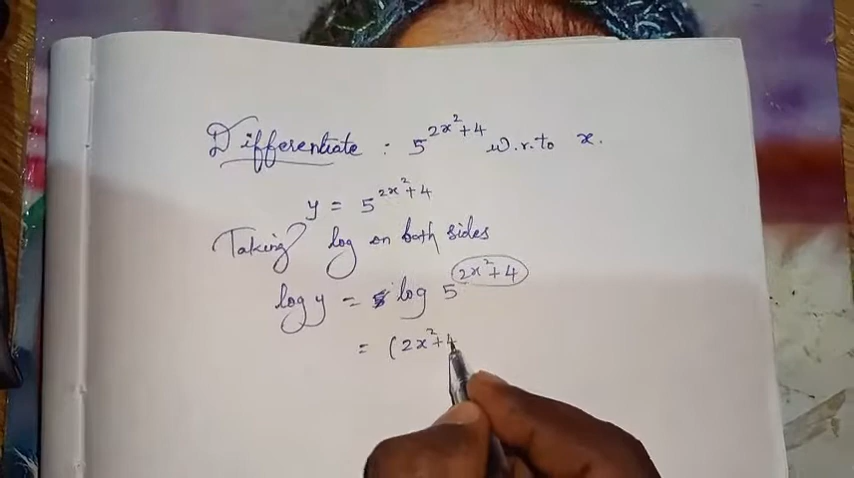 Differentiate : 5^{2x²+4} w.r.to x.
y = 5^{2x²+4}
Taking log on both sides
log y = log 5^{2x²+4}
= (2x²+4